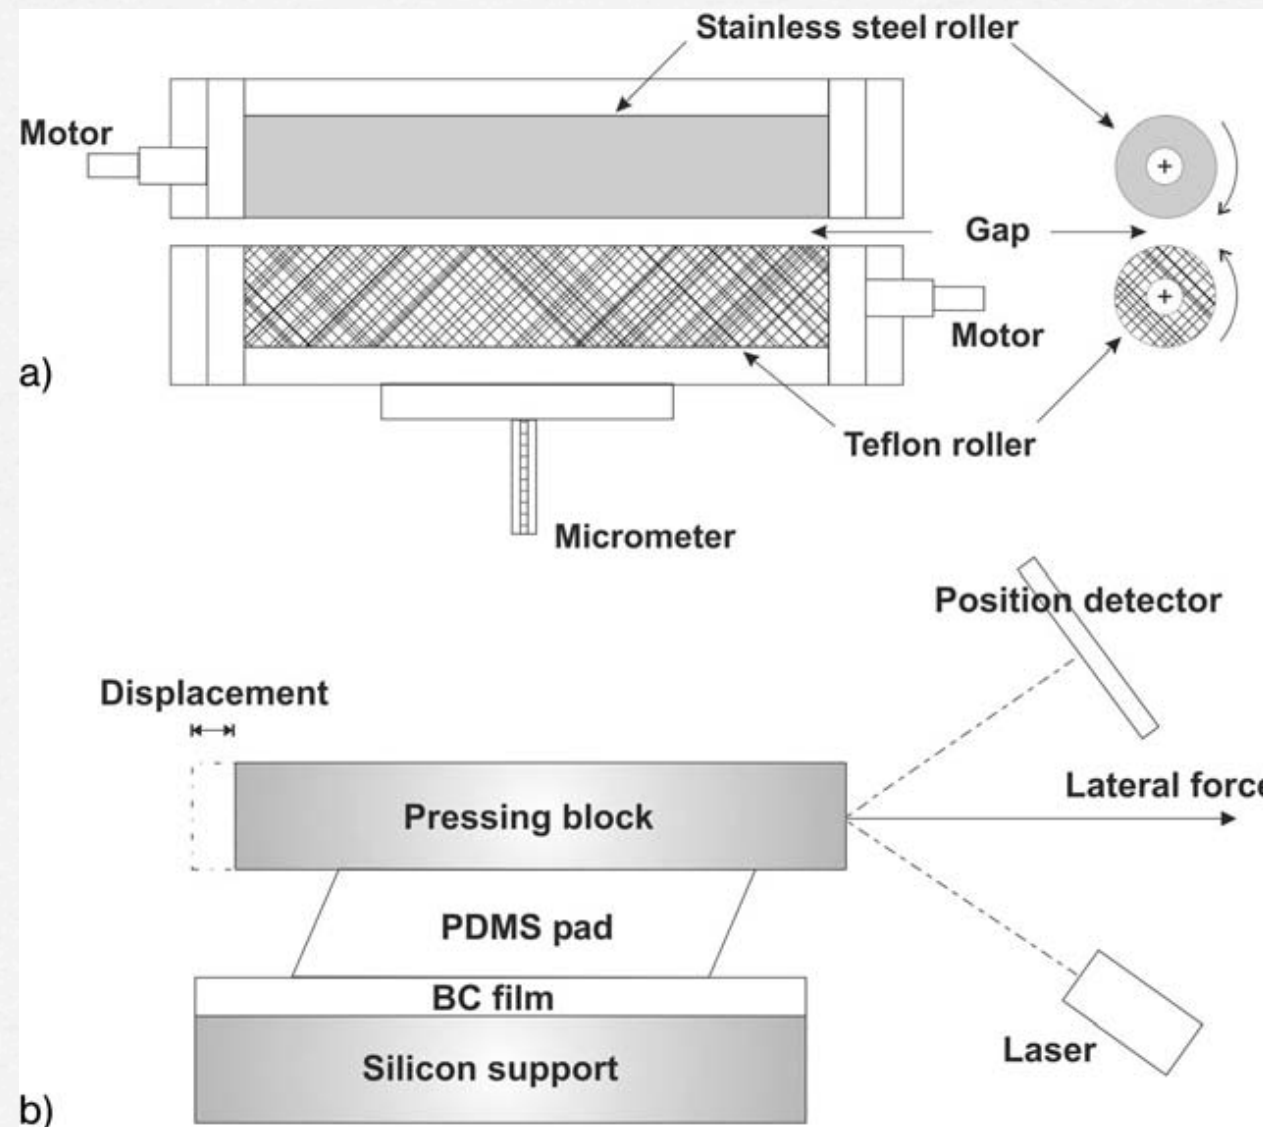 Stainless steel roller
Motor
Gap
Motor
a)
Teflon roller
Micrometer
Position detector
Displacement
Lateral force
Pressing block
PDMS pad
BC film
Laser
Silicon support
b)